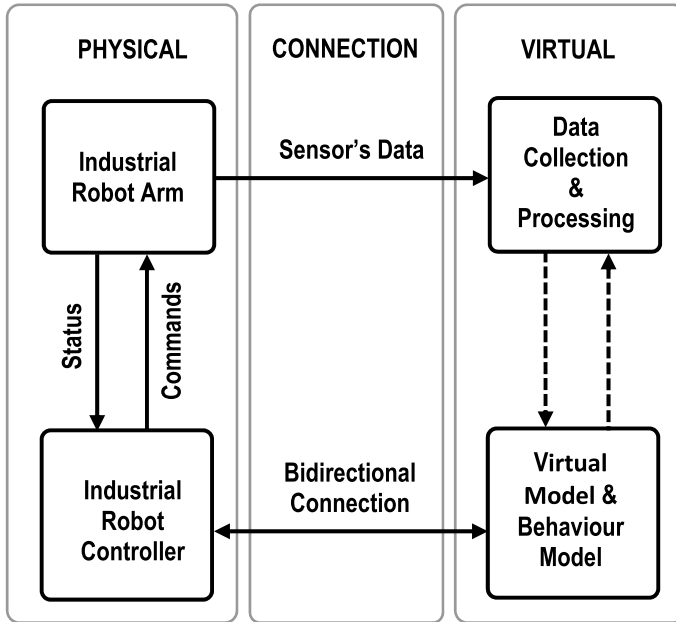 PHYSICAL
CONNECTION
VIRTUAL
Industrial
Robot Arm
Sensor’s Data
Data
Collection
&
Processing
Status
Commands
Industrial
Robot
Controller
Bidirectional
Connection
Virtual
Model &
Behaviour
Model